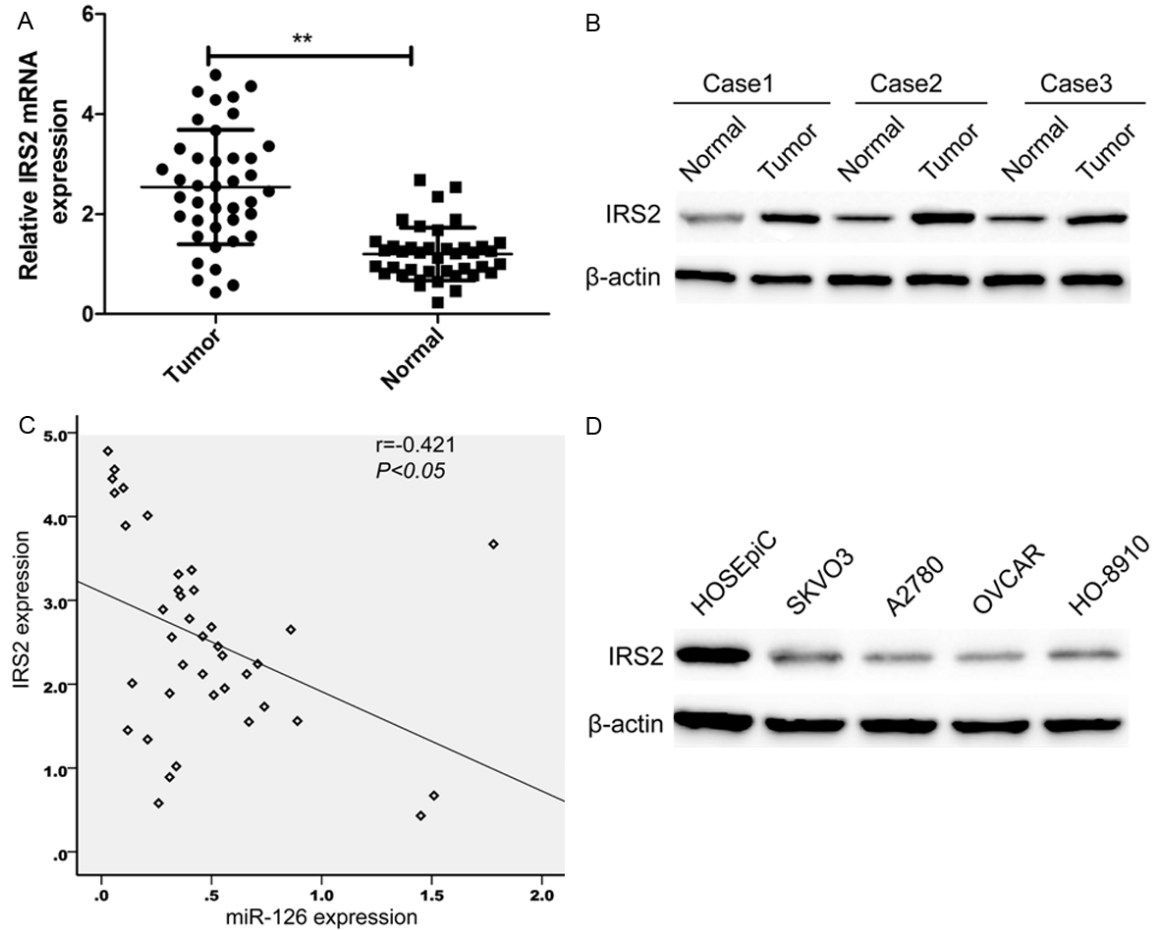 A
Relative IRS2 mRNA
expression
6
4
2
0
**
Tumor
Normal
B
Case1 Case2 Case3
Normal Tumor Normal Tumor Normal Tumor
IRS2
β-actin
C
IRS2 expression
5.0
4.0
3.0
2.0
1.0
.0
r=-0.421
P<0.05
.0 .5 1.0 1.5 2.0
miR-126 expression
D
HOSEpiC SKVO3 A2780 OVCAR HO-8910
IRS2
β-actin